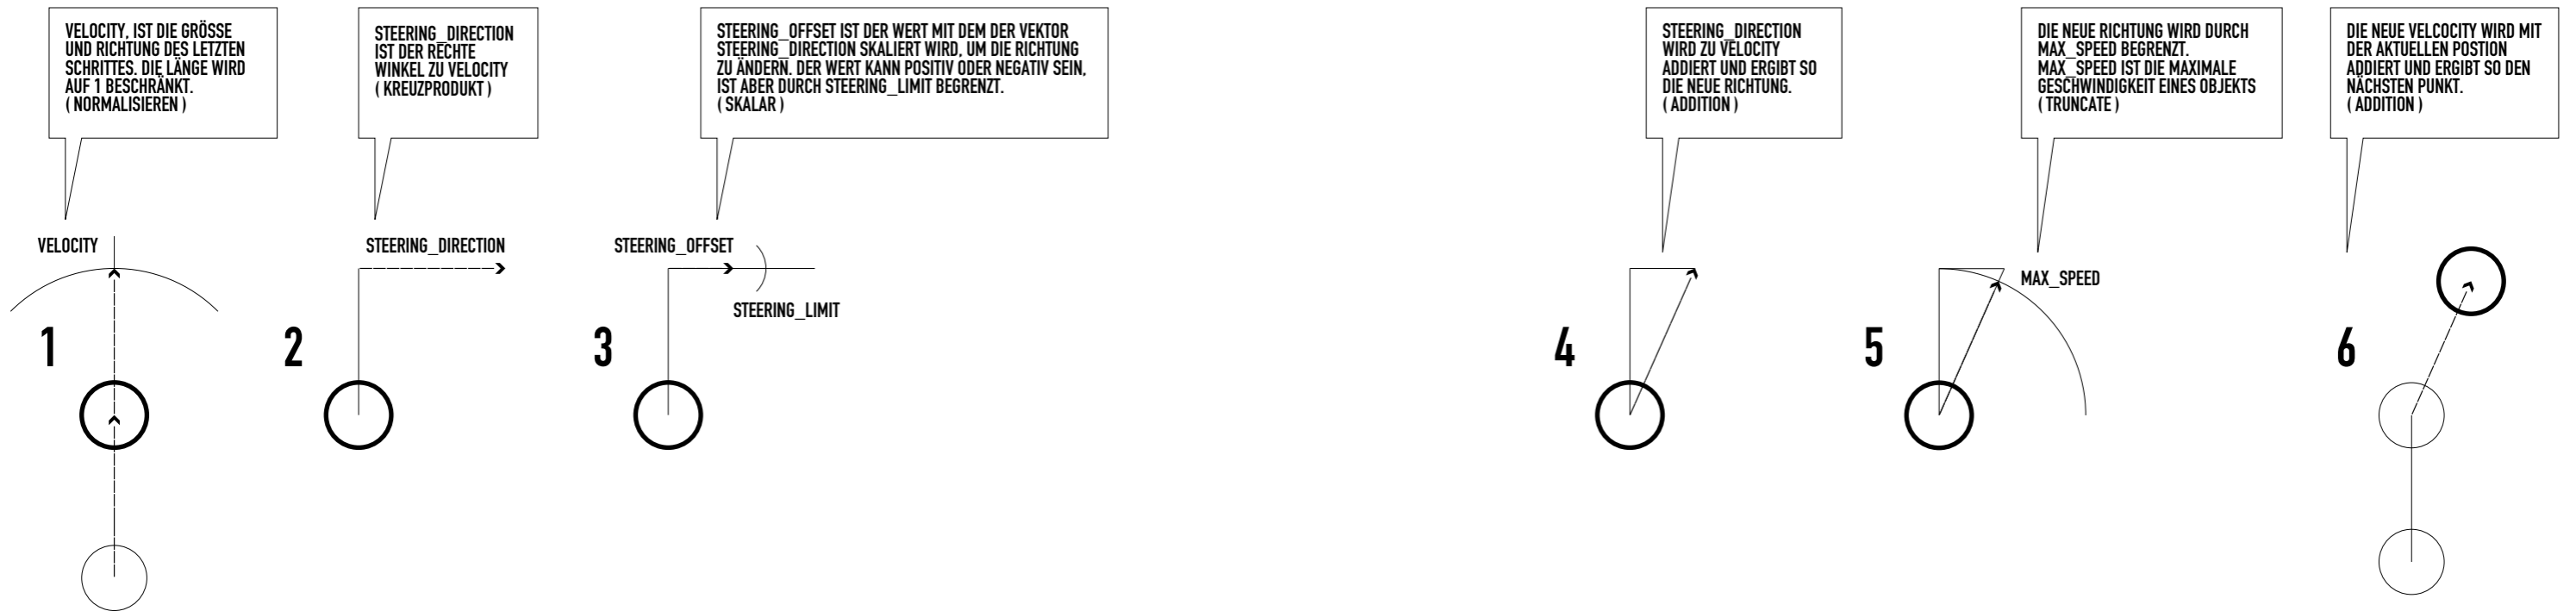 VELOCITY, IST DIE GRÖSSE
UND RICHTUNG DES LETZTEN
SCHRITTES. DIE LÄNGE WIRD
AUF 1 BESCHRÄNKT.
( NORMALISIEREN )
STEERING_DIRECTION
IST DER RECHTE
WINKEL ZU VELOCITY
( KREUZPRODUKT )
STEERING_OFFSET IST DER WERT MIT DEM DER VEKTOR
STEERING_DIRECTION SKALIERT WIRD, UM DIE RICHTUNG
ZU ÄNDERN. DER WERT KANN POSITIV ODER NEGATIV SEIN,
IST ABER DURCH STEERING_LIMIT BEGRENZT.
( SKALAR )
STEERING_DIRECTION
WIRD ZU VELOCITY
ADDIERT UND ERGIBT SO
DIE NEUE RICHTUNG.
( ADDITION )
DIE NEUE RICHTUNG WIRD DURCH
MAX_SPEED BEGRENZT.
MAX_SPEED IST DIE MAXIMALE
GESCHWINDIGKEIT EINES OBJEKTS
( TRUNCATE )
DIE NEUE VELCOCITY WIRD MIT
DER AKTUELLEN POSTION
ADDIERT UND ERGIBT SO DEN
NÄCHSTEN PUNKT.
( ADDITION )
VELOCITY
STEERING_DIRECTION
STEERING_OFFSET
STEERING_LIMIT
MAX_SPEED
1
2
3
4
5
6